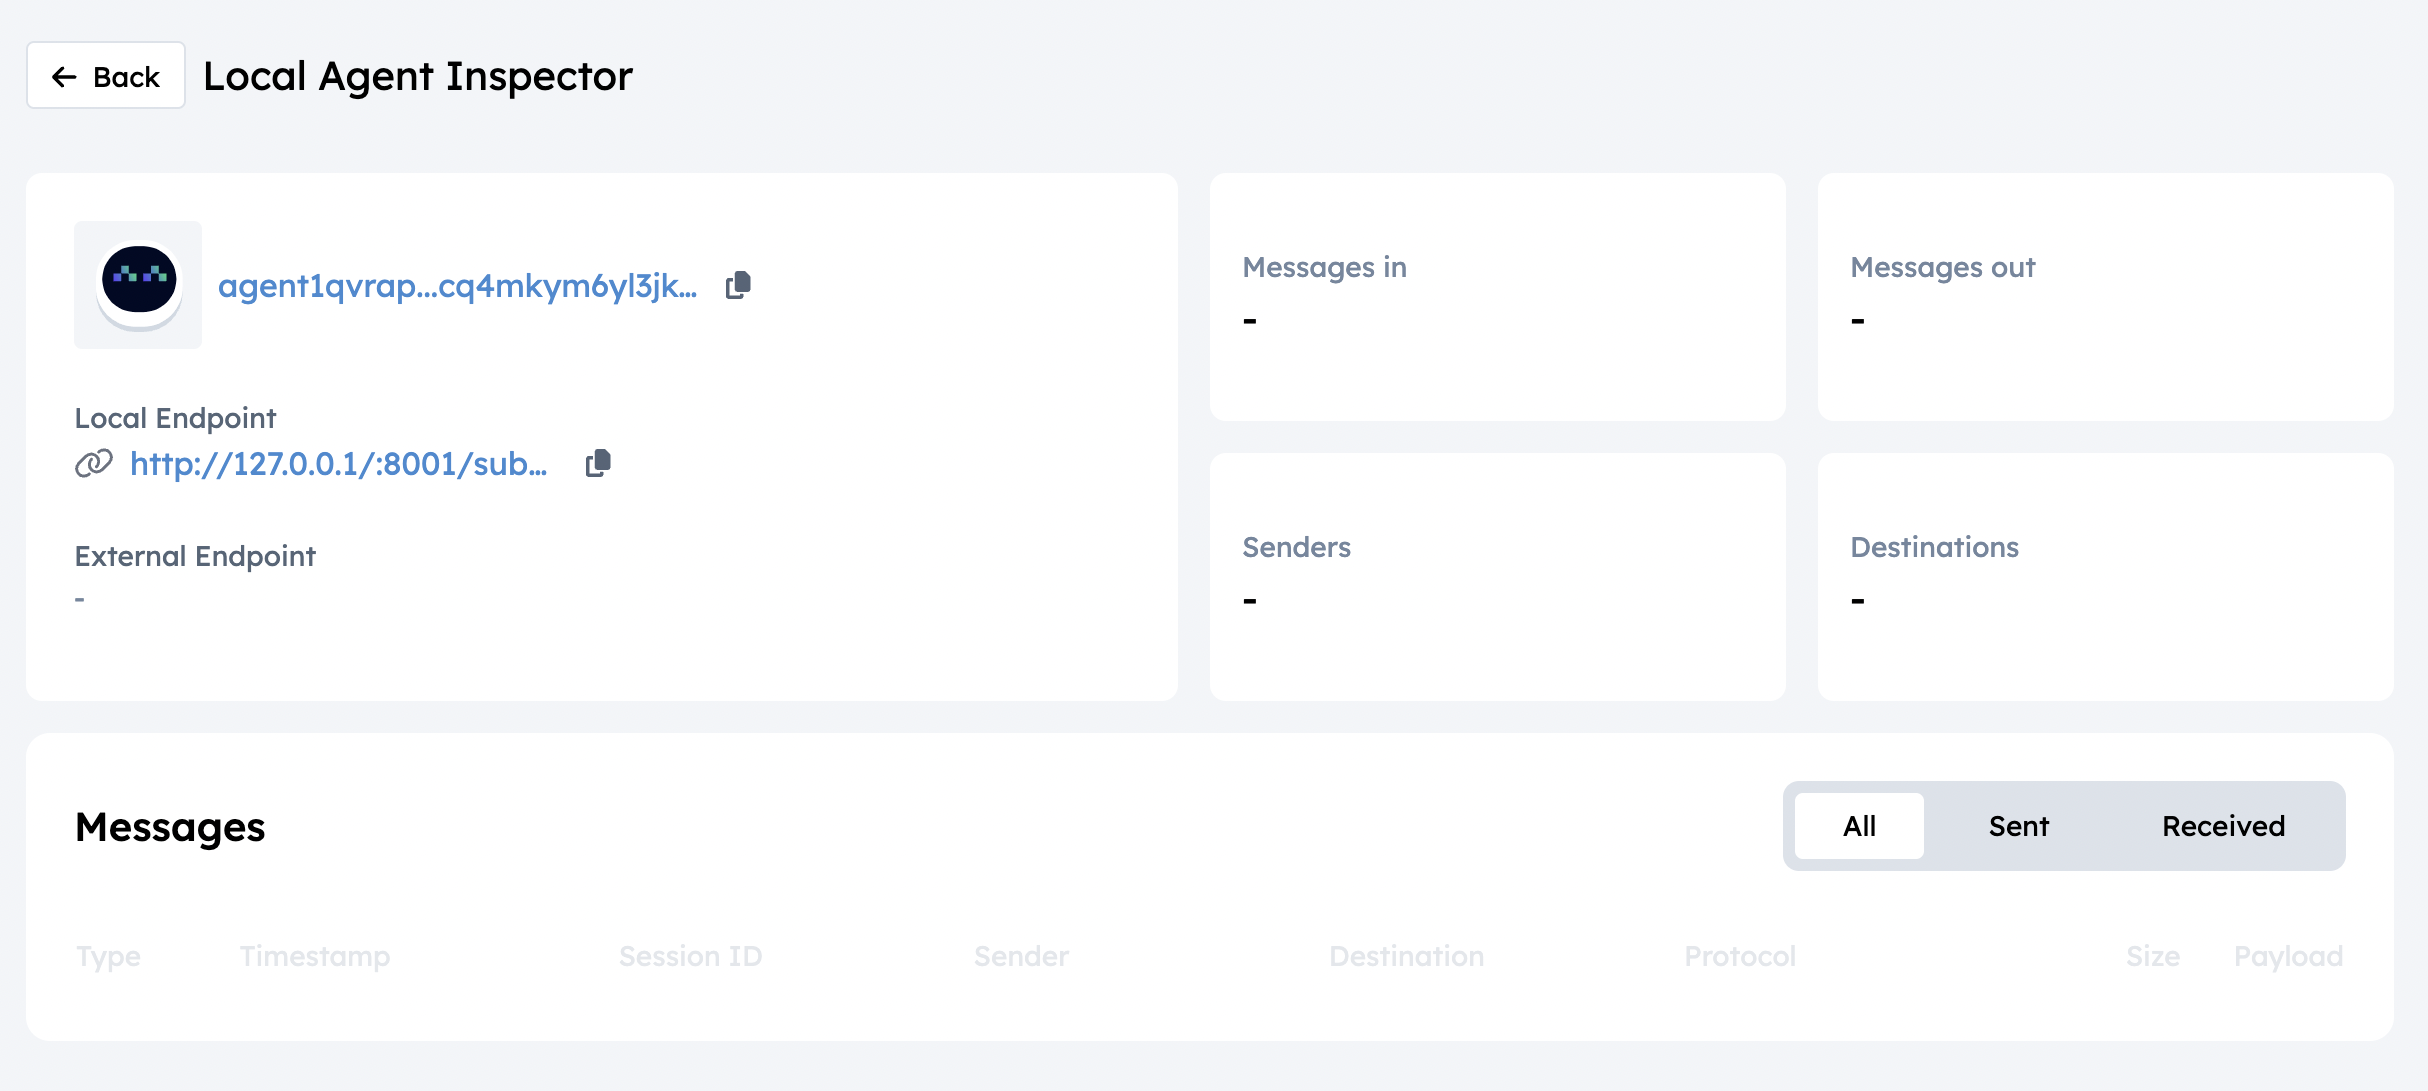 Back
Local Agent Inspector
agent1qvrap...cq4mkym6yl3jk...
Local Endpoint
http://127.0.0.1/:8001/sub...
External Endpoint
-
Messages in
-
Messages out
-
Senders
-
Destinations
-
Messages
All Sent Received
Type Timestamp Session ID Sender Destination Protocol Size Payload